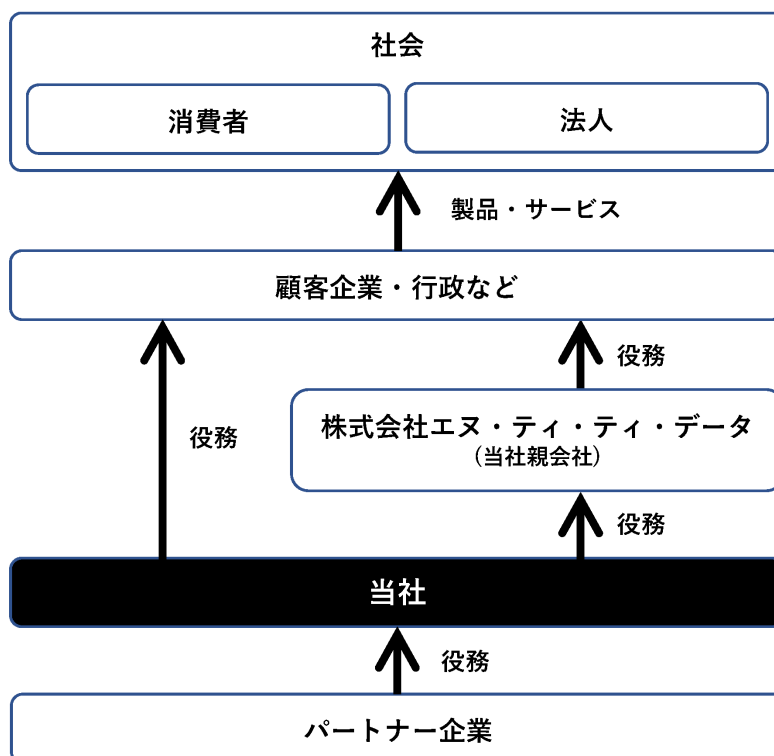 社会
消費者
法人
製品・サービス
顧客企業・行政など
役務
役務
株式会社エヌ・ティ・ティ・データ
(当社親会社)
役務
当社
役務
パートナー企業